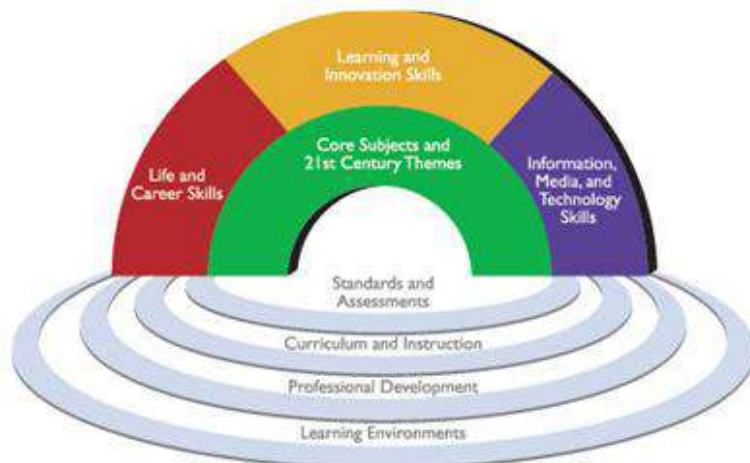 Learning and
Innovation Skills
Core Subjects and
21st Century Themes
Life and
Career Skills
Information,
Media, and
Technology
Skills
Standards and
Assessments
Curriculum and Instruction
Professional Development
Learning Environments